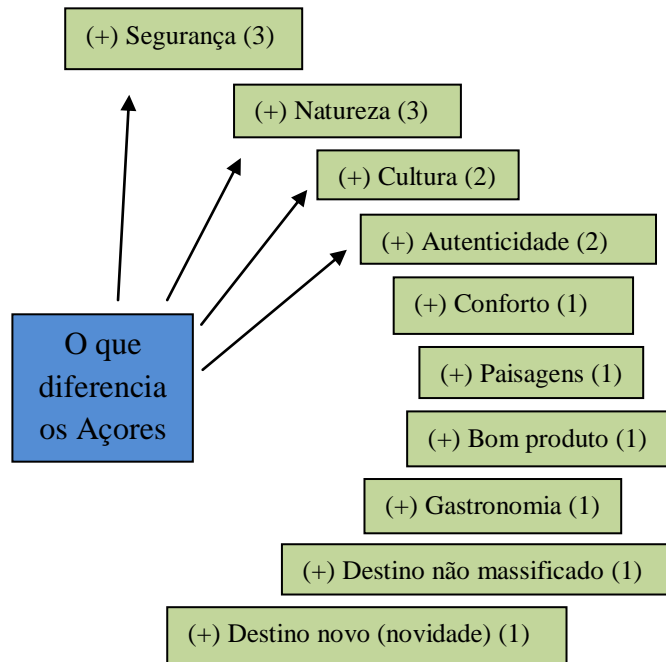 (+) Segurança (3)
(+) Natureza (3)
(+) Cultura (2)
(+) Autenticidade (2)
(+) Conforto (1)
O que
diferencia
os Açores
(+) Paisagens (1)
(+) Bom produto (1)
(+) Gastronomia (1)
(+) Destino não massificado (1)
(+) Destino novo (novidade) (1)